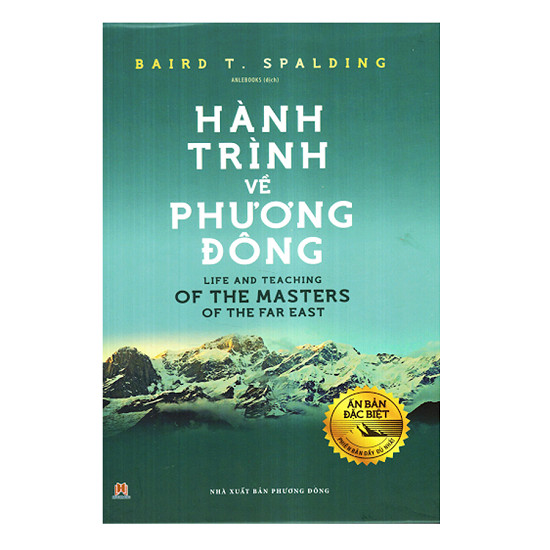 BAIRD T. SPALDING
ANLEBOOKS (dịch)
HÀNH
TRÌNH
VỀ
PHƯƠNG
ĐÔNG
LIFE AND TEACHING
OF THE MASTERS
OF THE FAR EAST
ẤN BẢN
ĐẶC BIỆT
PHIÊN BẢN ĐẦY ĐỦ NHẤT
NHÀ XUẤT BẢN PHƯƠNG ĐÔNG